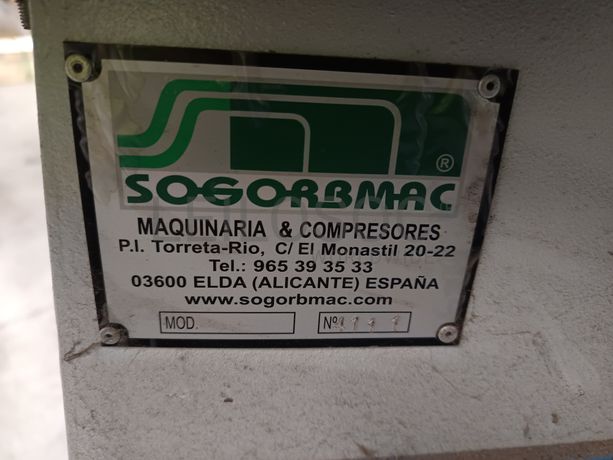 ®
SOGORBMAC
MAQUINARIA & COMPRESORES
P.I. Torreta-Rio, C/ El Monastil 20-22
Tel.: 965 39 35 33
03600 ELDA (ALICANTE) ESPAÑA
www.sogorbmac.com
MOD.
Nº